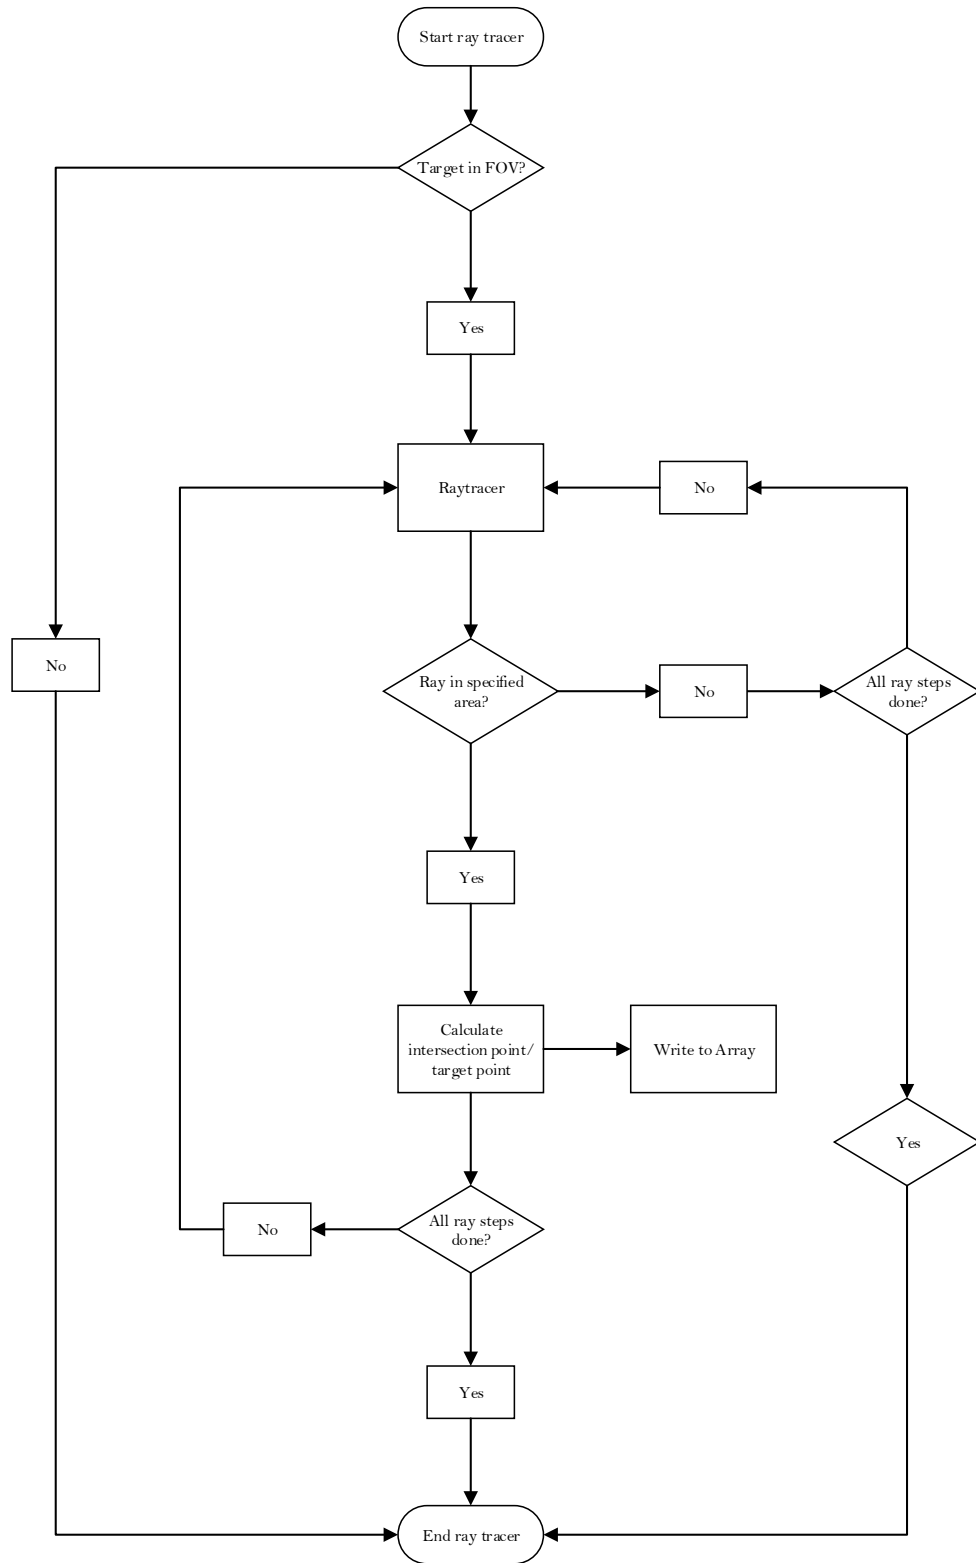 Start ray tracer
Target in FOV?
Yes
Raytracer
No
No
Ray in specified
area?
No
All ray steps
done?
Yes
Calculate
intersection point/
target point
Write to Array
Yes
No
All ray steps
done?
Yes
End ray tracer